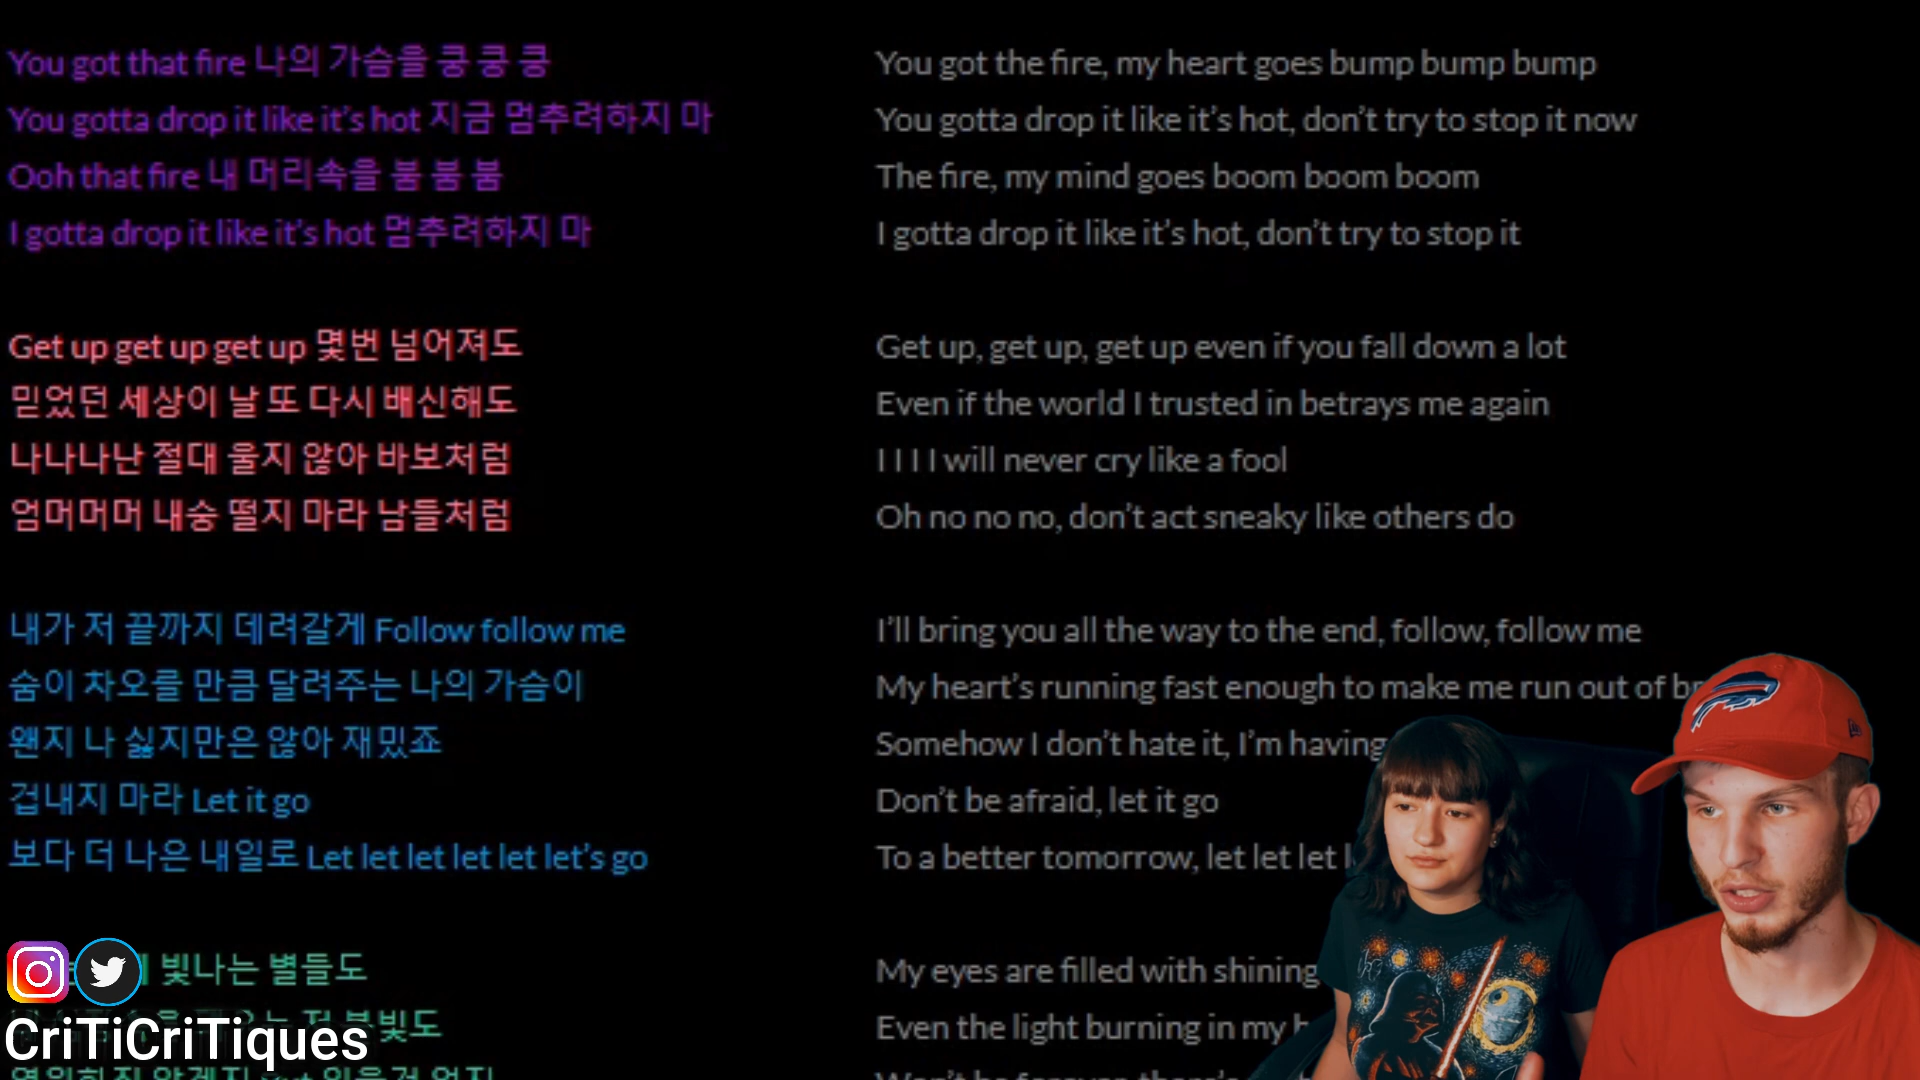 You got that fire 나의 가슴을 쿵 쿵 쿵
You gotta drop it like it's hot 지금 멈추려하지 마
Ooh that fire 내 머리속을 붐 붐 붐
I gotta drop it like it's hot 멈추려하지 마
Get up get up get up 몇번 넘어져도
믿었던 세상이 날 또 다시 배신해도
나나나난 절대 울지 않아 바보처럼
엄머머머 내숭 떨지 마라 남들처럼
내가 저 끝까지 데려갈게 Follow follow me
숨이 차오를 만큼 달려주는 나의 가슴이
왠지 나 싫지만은 않아 재밌죠
겁내지 마라 Let it go
보다 더 나은 내일로 Let let let let let let's go
빛나는 별들도
불빛도
You got the fire, my heart goes bump bump bump
You gotta drop it like it's hot, don't try to stop it now
The fire, my mind goes boom boom boom
I gotta drop it like it's hot, don't try to stop it
Get up, get up, get up even if you fall down a lot
Even if the world I trusted in betrays me again
I I I I will never cry like a fool
Oh no no no, don't act sneaky like others do
I'll bring you all the way to the end, follow, follow me
My heart's running fast enough to make me run out of
Somehow I don't hate it, I'm having
Don't be afraid, let it go
To a better tomorrow, let let let
My eyes are filled with shining
Even the light burning in my
CriTiCriTiques